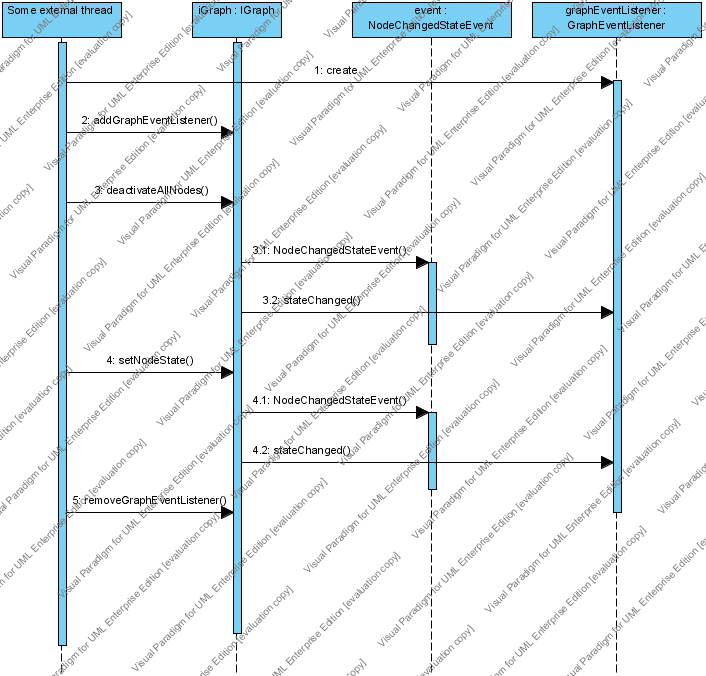 Some external thread
iGraph : IGraph
event :
NodeChangedStateEvent
graphEventListener :
GraphEventListener
1: create
2: addGraphEventListener()
3: deactivateAllNodes()
3.1: NodeChangedStateEvent()
3.2: stateChanged()
4: setNodeState()
4.1: NodeChangedStateEvent()
4.2: stateChanged()
5: removeGraphEventListener()
Visual Paradigm for UML Enterprise Edition [evaluation copy]